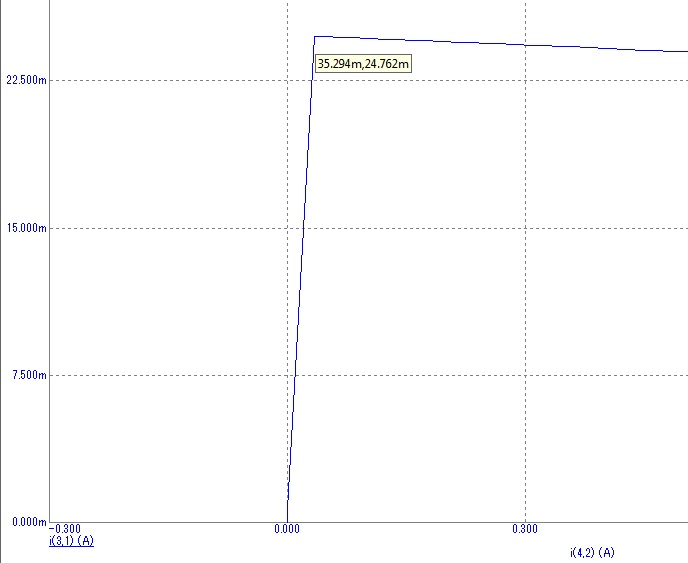 35.294m,24.762m
22.500m
15.000m
7.500m
0.000m
-0.300 0.000 0.300
i(3,1) (A)
i(4,2) (A)